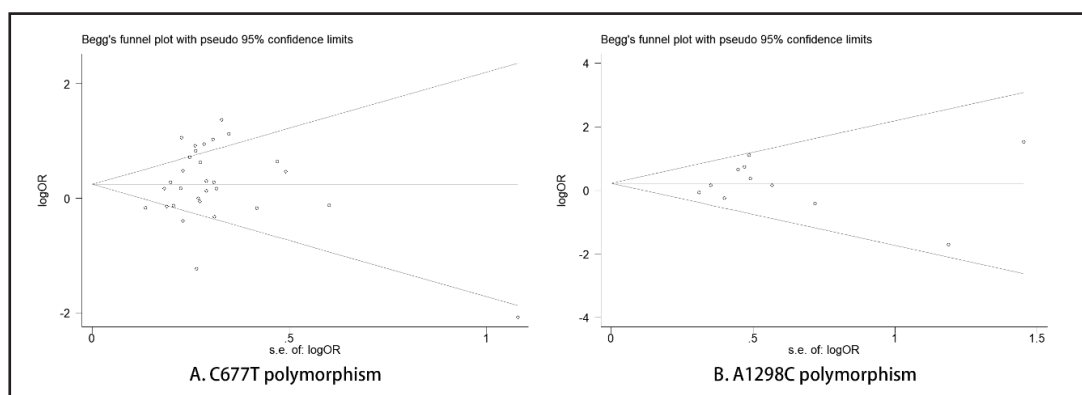 Begg's funnel plot with pseudo 95% confidence limits
logOR
2
0
-2
0
.5
1
s.e. of: logOR
A. C677T polymorphism
Begg's funnel plot with pseudo 95% confidence limits
logOR
4
2
0
-2
-4
0
0.5
1.0
1.5
s.e. of: logOR
B. A1298C polymorphism